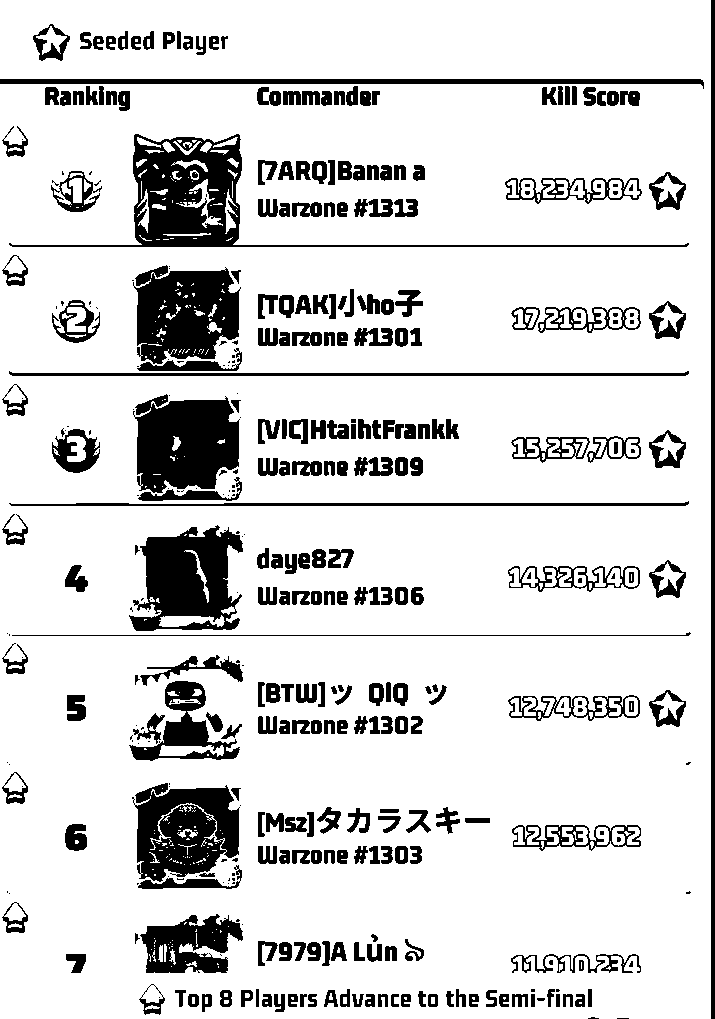 Seeded Player
Ranking Commander Kill Score
1 [7ARQ]Banan a 18,234,984
Warzone #1313
2 [TQAK]小ho子 17,219,388
Warzone #1301
3 [VIC]HtaihtFrankk 15,257,706
Warzone #1309
4 daye827 14,326,140
Warzone #1306
5 [BTW]ツ QIQ ツ 12,748,350
Warzone #1302
6 [Msz]タカラスキー 12,553,962
Warzone #1303
7 [7979]A Lủn ঌ 11,910,234
Top 8 Players Advance to the Semi-final